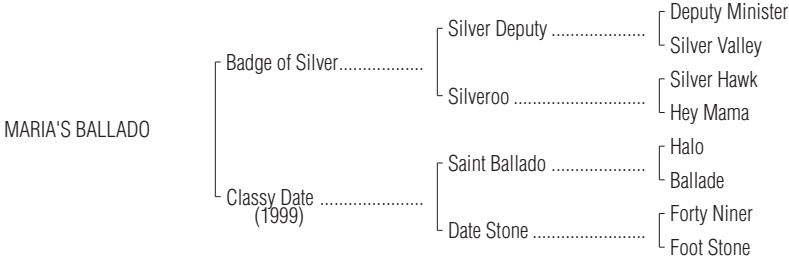 Deputy Minister
Silver Deputy ....................
Silver Valley
Badge of Silver..................
Silver Hawk
Silveroo ............................
Hey Mama
MARIA'S BALLADO
Halo
Saint Ballado ....................
Ballade
Classy Date ......................
(1999)
Forty Niner
Date Stone ........................
Foot Stone